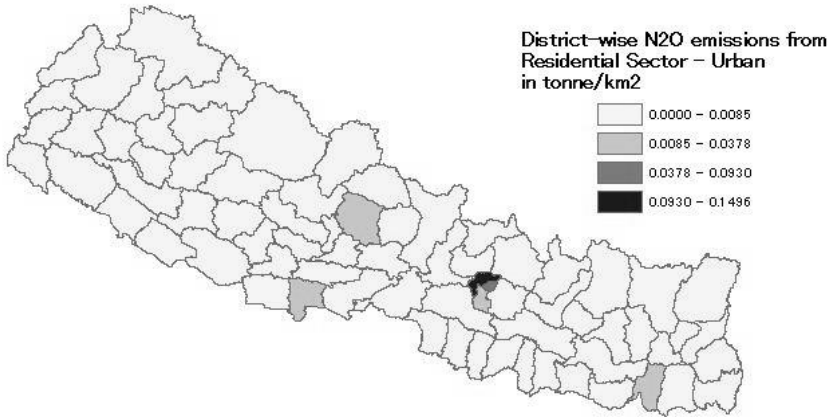 District-wise N2O emissions from
Residential Sector - Urban
in tonne/km2
0.0000 - 0.0085
0.0085 - 0.0378
0.0378 - 0.0930
0.0930 - 0.1496